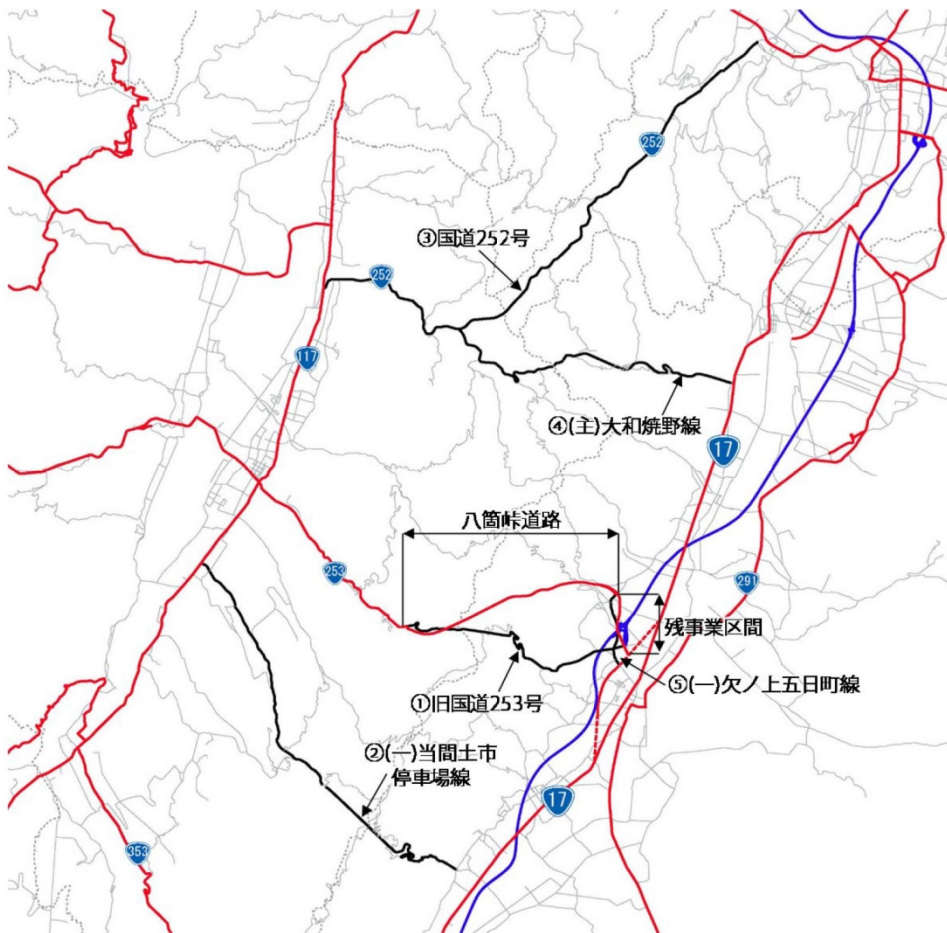 252
③国道252号
252
117
④(主)大和焼野線
17
八箇峠道路
253
291
残事業区間
⑤(一)欠ノ上五日町線
①旧国道253号
②(一)当間土市
停車場線
17
353